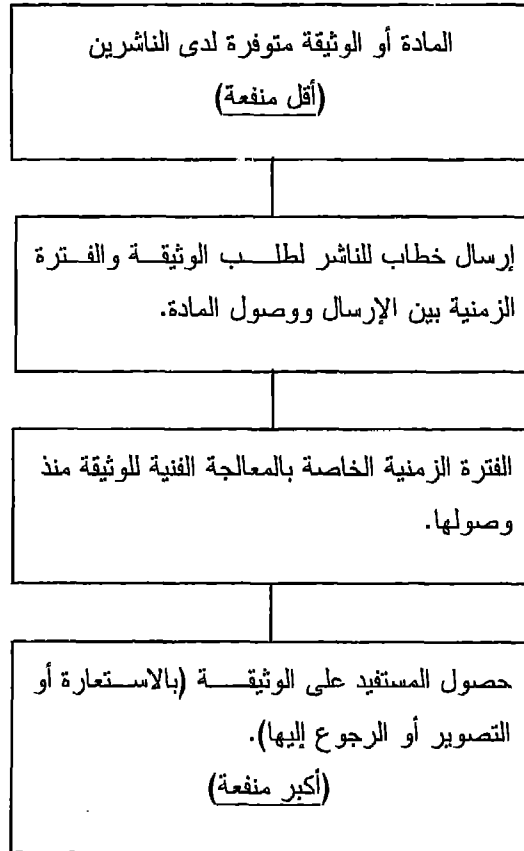 المادة أو الوثيقة متوفرة لدى الناشرين
(أقل منفعة)
إرسال خطاب للناشر لطلب الوثيقة والفترة
الزمنية بين الإرسال ووصول المادة.
الفترة الزمنية الخاصة بالمعالجة الفنية للوثيقة منذ
وصولها.
حصول المستفيد على الوثيقة (بالاستعارة أو
التصوير أو الرجوع إليها).
(أكبر منفعة)